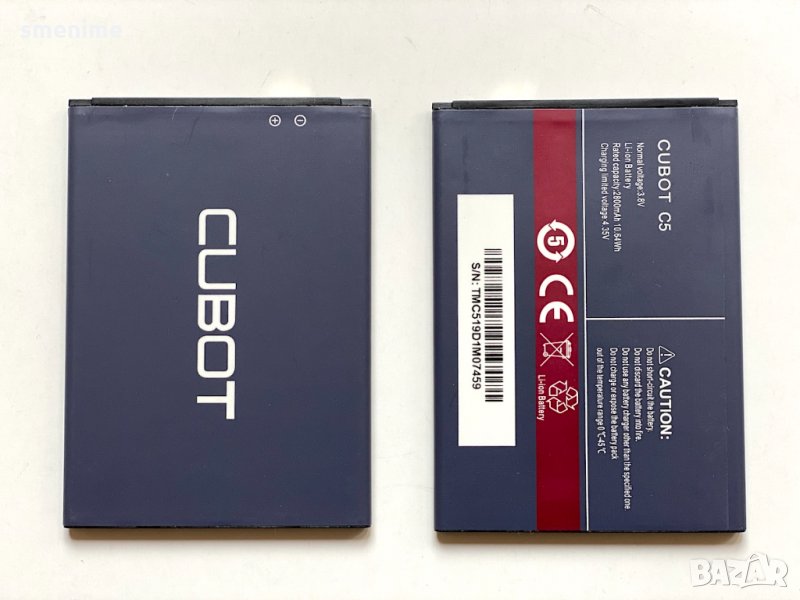 smenime
CUBOT
CUBOT C5
Normal voltage:3.8V
Li-ion Battery
Rated capacity:2800mAh 10.64Wh
Charging limited voltage:4.35V
CAUTION:
Do not short-circuit the battery.
Do not discard the battery into fire.
Do not use any battery charger other than the battery
Do not charge or expose the battery pack
out of the temperature range 0℃-45℃
5
CE
Li-ion Battery
S/N: TMC519D1M07459
BAZAR